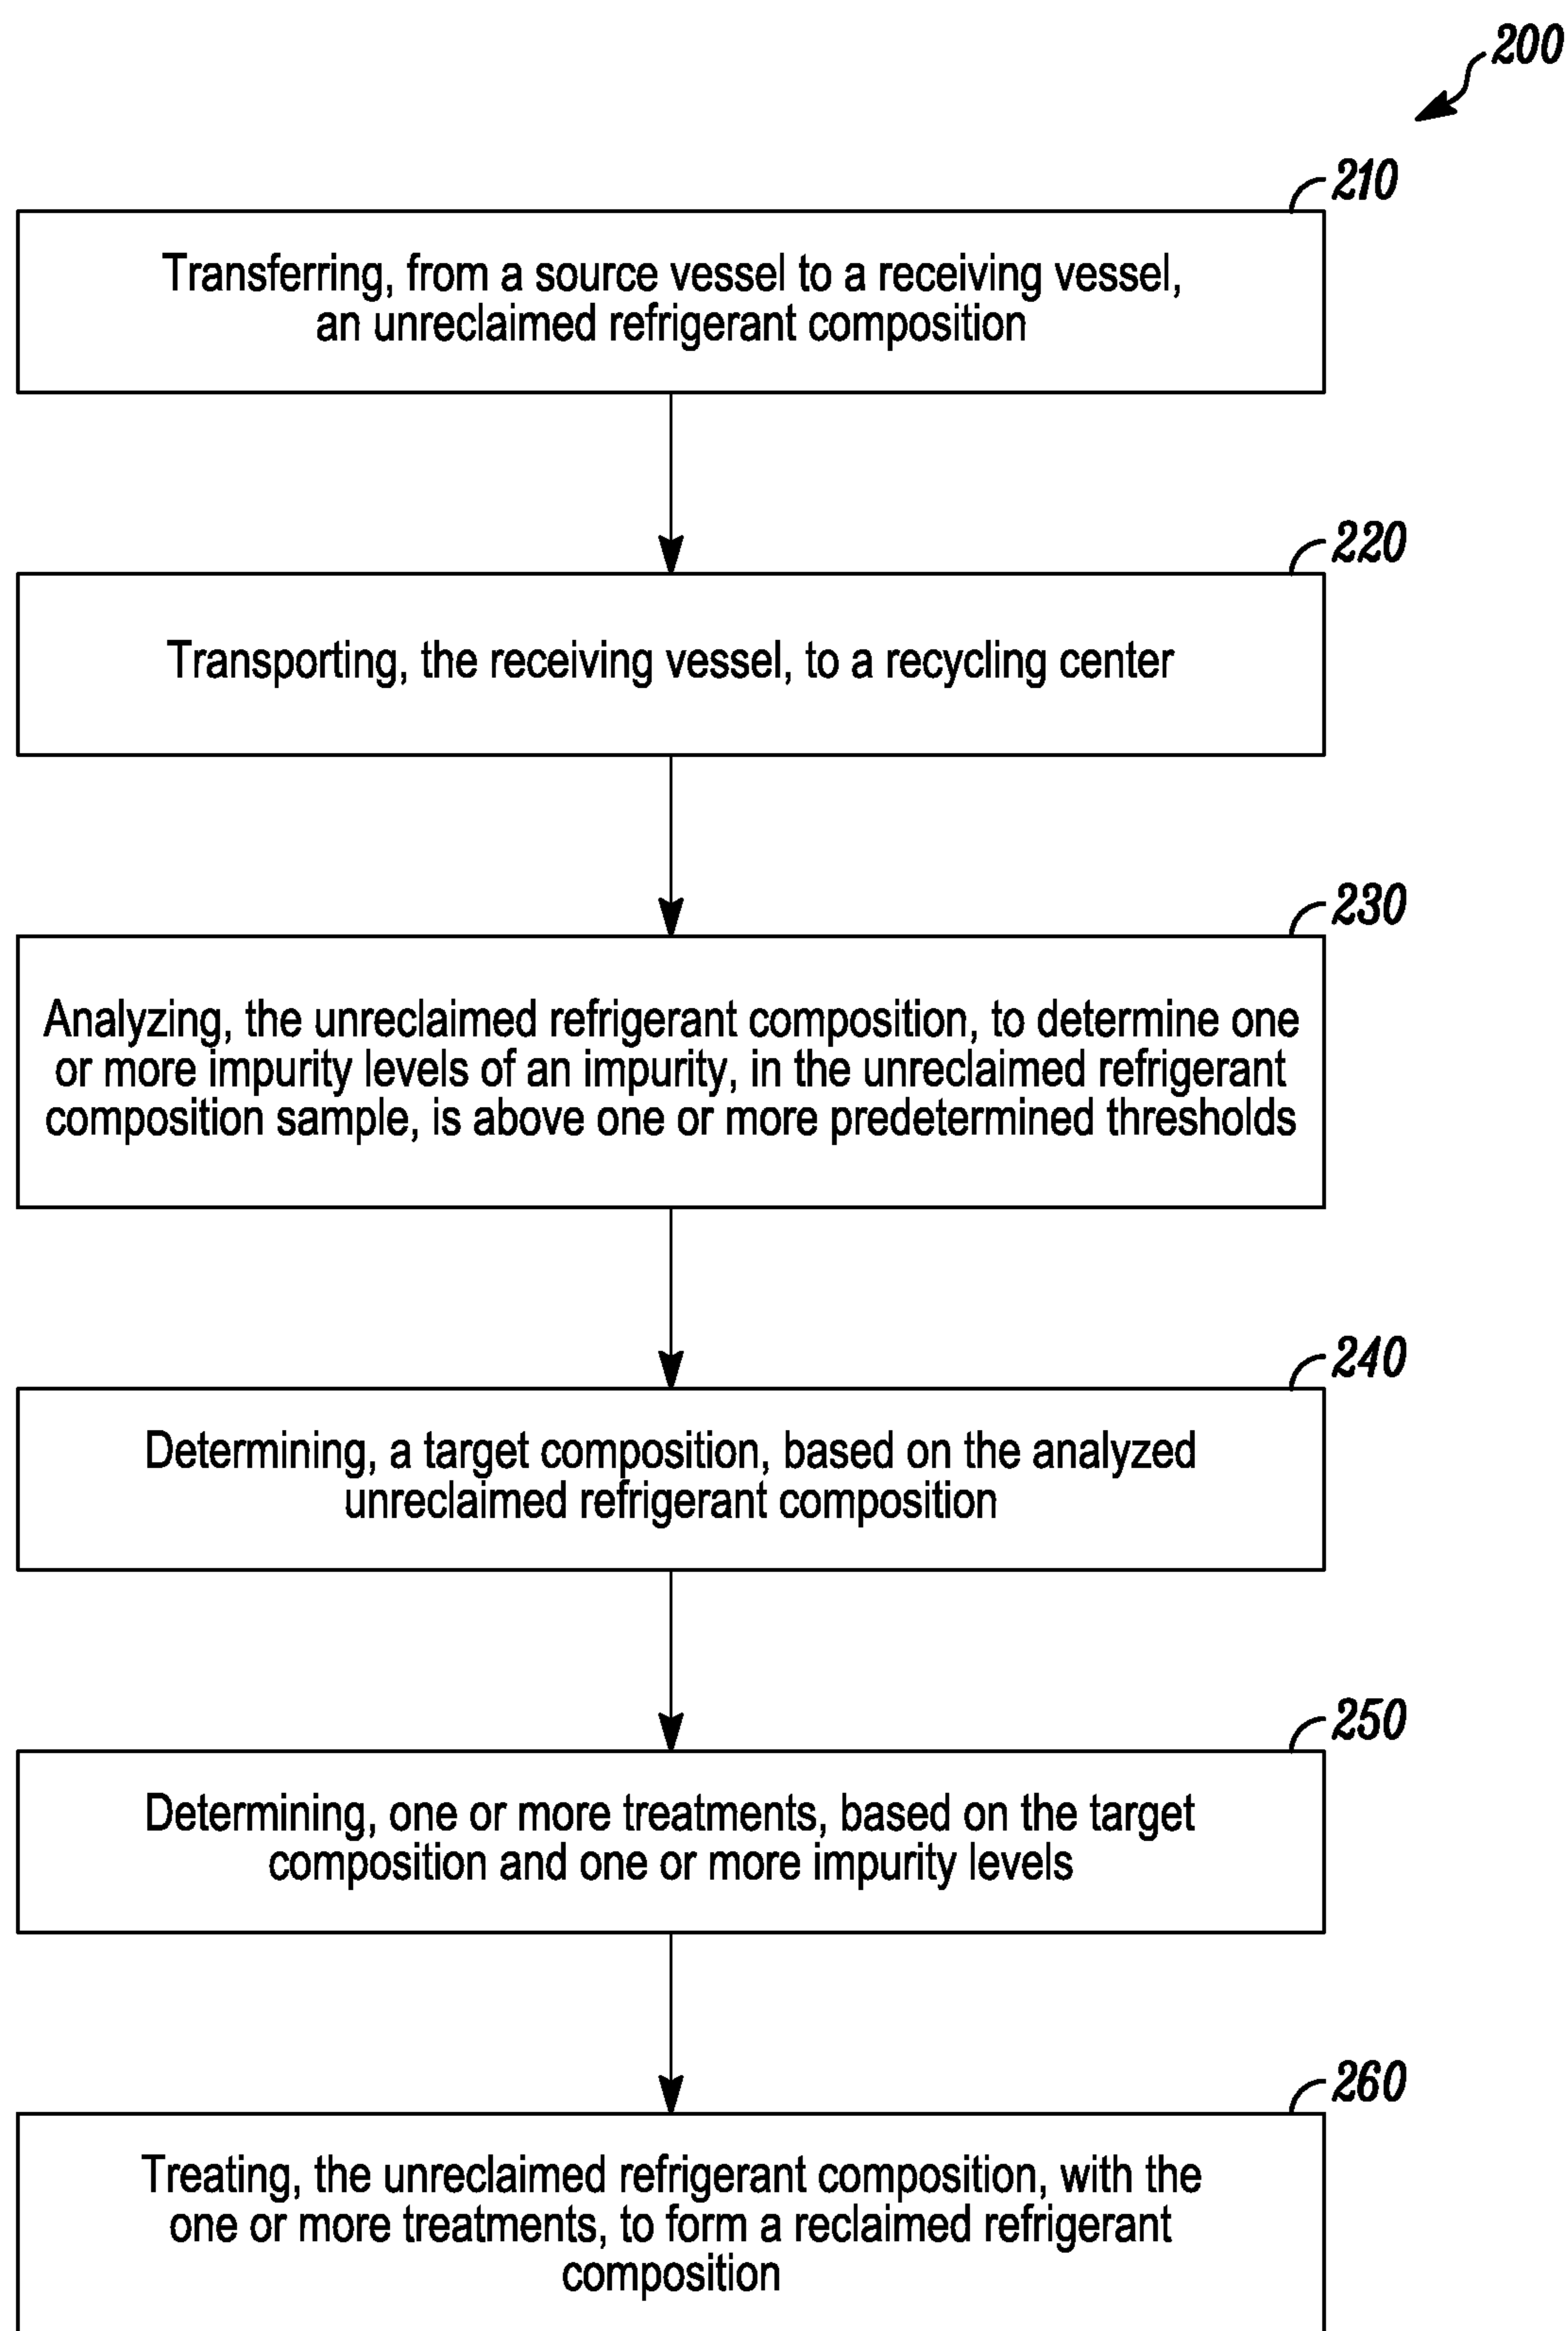 200
210
Transferring, from a source vessel to a receiving vessel,
an unreclaimed refrigerant composition
220
Transporting, the receiving vessel, to a recycling center
230
Analyzing, the unreclaimed refrigerant composition, to determine one
or more impurity levels of an impurity, in the unreclaimed refrigerant
composition sample, is above one or more predetermined thresholds
240
Determining, a target composition, based on the analyzed
unreclaimed refrigerant composition
250
Determining, one or more treatments, based on the target
composition and one or more impurity levels
260
Treating, the unreclaimed refrigerant composition, with the
one or more treatments, to form a reclaimed refrigerant
composition